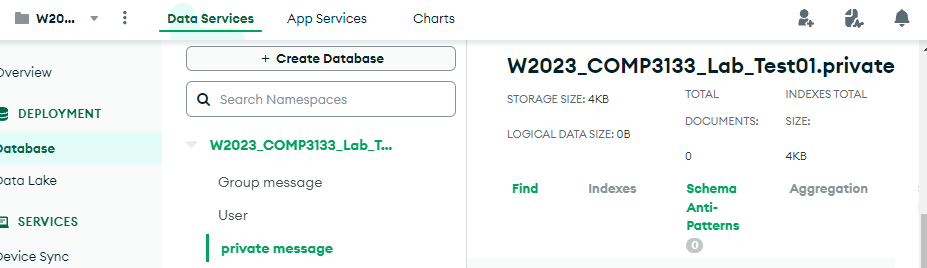 W20...
Data Services
App Services
Charts
Overview
DEPLOYMENT
Database
Data Lake
SERVICES
Device Sync
+ Create Database
Search Namespaces
W2023_COMP3133_Lab_T...
Group message
User
private message
W2023_COMP3133_Lab_Test01.private
STORAGE SIZE: 4KB
LOGICAL DATA SIZE: 0B
TOTAL
DOCUMENTS:
0
INDEXES TOTAL
SIZE:
4KB
Find
Indexes
Schema
Anti-
Patterns
0
Aggregation